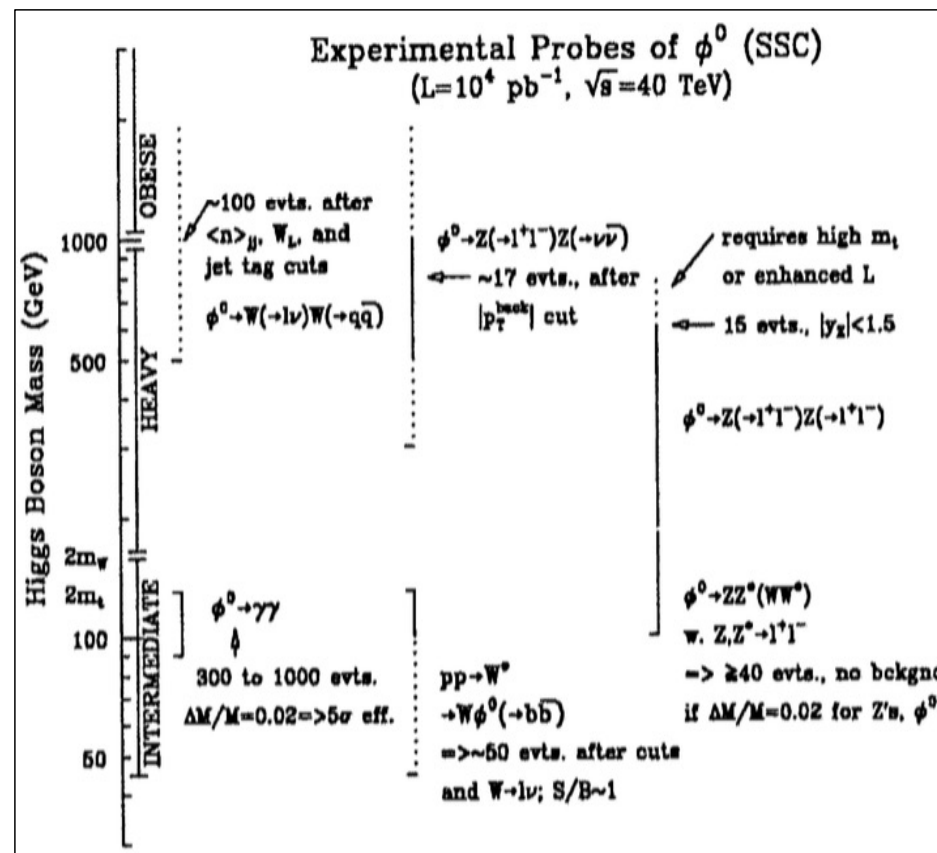 Experimental Probes of ϕ⁰ (SSC)
(L=10⁴ pb⁻¹, √s=40 TeV)
Higgs Boson Mass (GeV)
OBESE
HEAVY
INTERMEDIATE
1000
500
2m_W
2m_t
100
50
~100 evts. after
<n>_jj, W_L, and
jet tag cuts
ϕ⁰→W(→lν)W(→qq̅)
ϕ⁰→Z(→l⁺l⁻)Z(→νν̅)
~17 evts., after
|p_T^back| cut
requires high m_t
or enhanced L
15 evts., |y_Z|<1.5
ϕ⁰→Z(→l⁺l⁻)Z(→l⁺l⁻)
ϕ⁰→γγ
300 to 1000 evts.
ΔM/M=0.02=>5σ eff.
pp→W*
→Wϕ⁰(→bb̅)
=>~50 evts. after cuts
and W→lν; S/B~1
ϕ⁰→ZZ*(WW*)
w. Z,Z*→l⁺l⁻
=> ≥40 evts., no bckgnd
if ΔM/M=0.02 for Z's, ϕ⁰